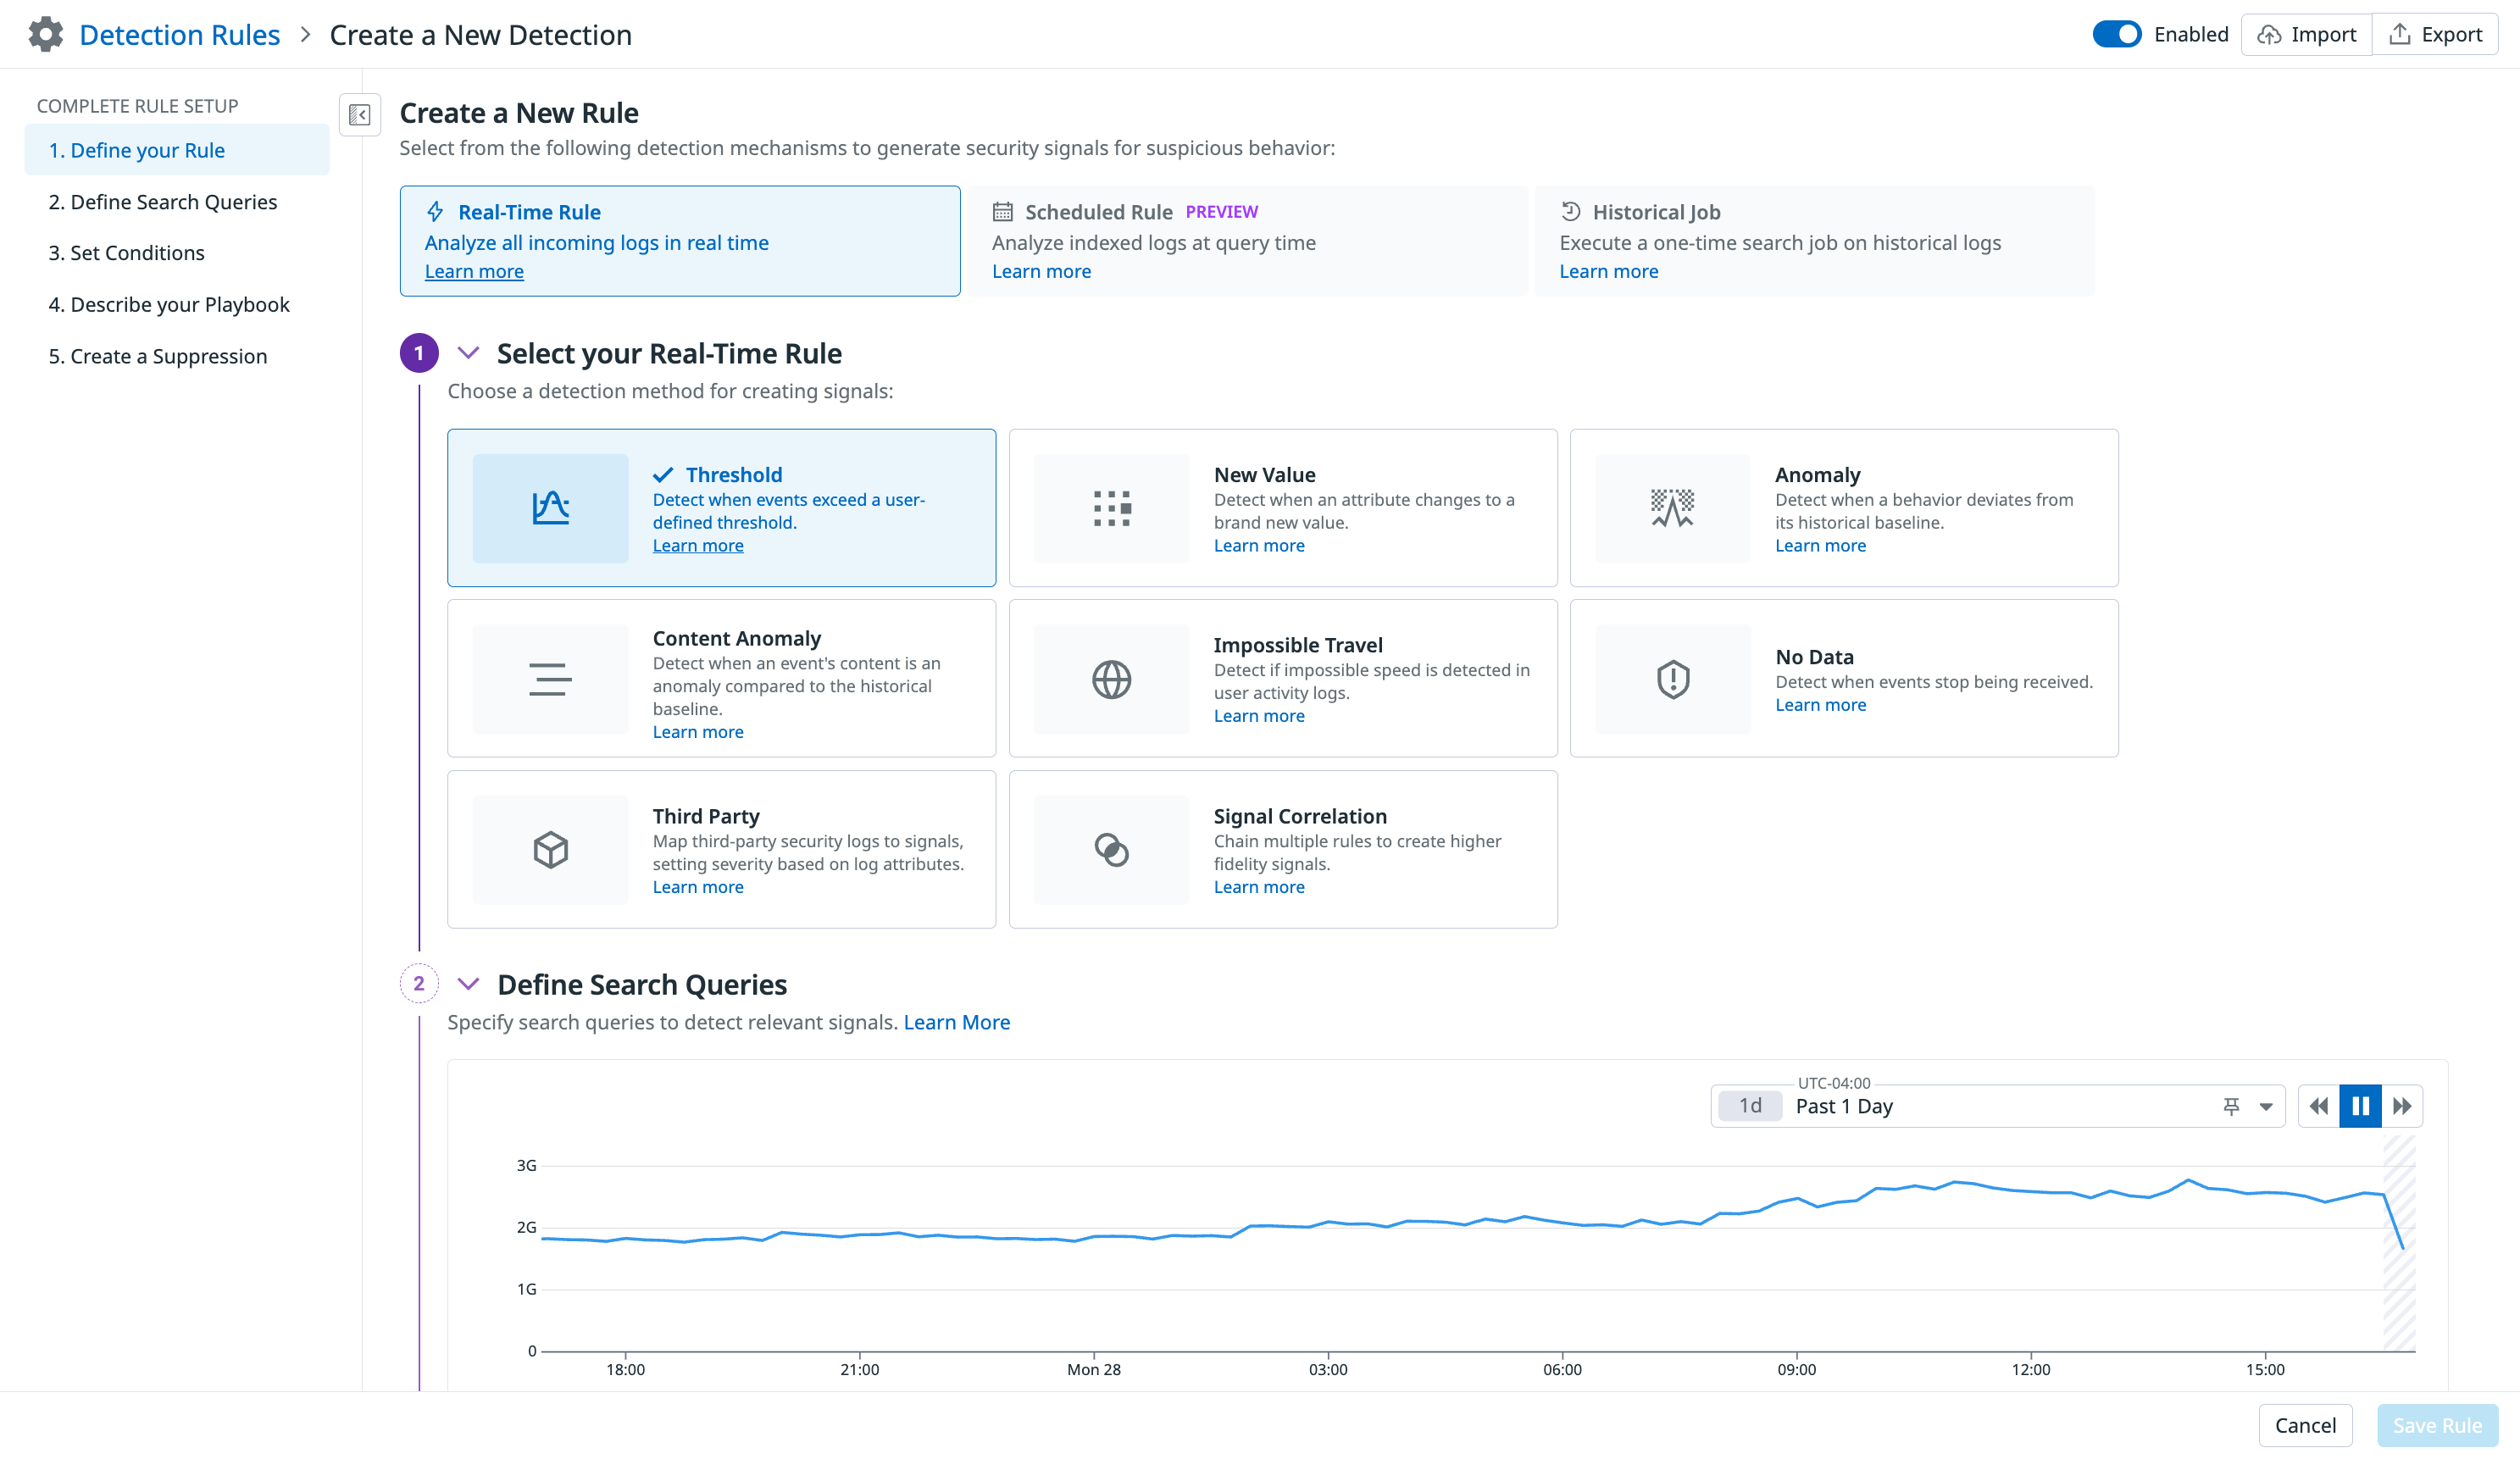 Detection Rules > Create a New Detection
Enabled
Import
Export
COMPLETE RULE SETUP
1. Define your Rule
2. Define Search Queries
3. Set Conditions
4. Describe your Playbook
5. Create a Suppression
Create a New Rule
Select from the following detection mechanisms to generate security signals for suspicious behavior:
Real-Time Rule
Analyze all incoming logs in real time
Learn more
Scheduled Rule PREVIEW
Analyze indexed logs at query time
Learn more
Historical Job
Execute a one-time search job on historical logs
Learn more
1 Select your Real-Time Rule
Choose a detection method for creating signals:
Threshold
Detect when events exceed a user-
defined threshold.
Learn more
New Value
Detect when an attribute changes to a
brand new value.
Learn more
Anomaly
Detect when a behavior deviates from
its historical baseline.
Learn more
Content Anomaly
Detect when an event's content is an
anomaly compared to the historical
baseline.
Learn more
Impossible Travel
Detect if impossible speed is detected in
user activity logs.
Learn more
No Data
Detect when events stop being received.
Learn more
Third Party
Map third-party security logs to signals,
setting severity based on log attributes.
Learn more
Signal Correlation
Chain multiple rules to create higher
fidelity signals.
Learn more
2 Define Search Queries
Specify search queries to detect relevant signals. Learn More
UTC-04:00
1d Past 1 Day
3G
2G
1G
0
18:00 21:00 Mon 28 03:00 06:00 09:00 12:00 15:00
Cancel
Save Rule